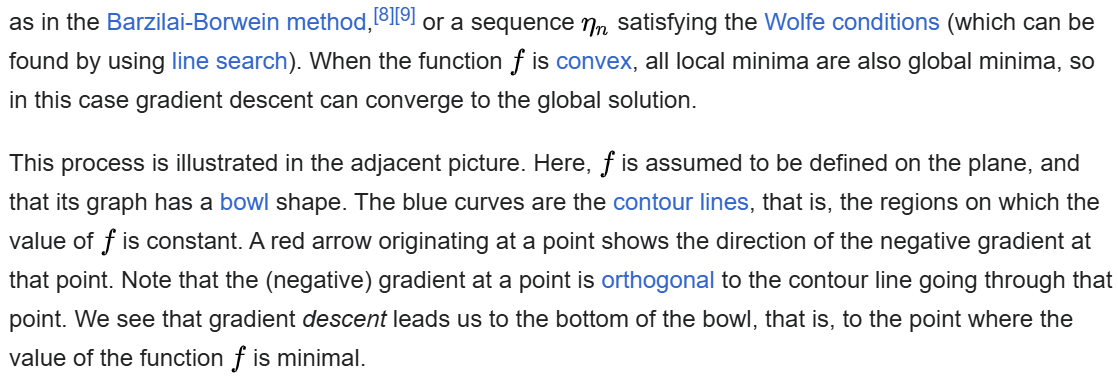 as in the Barzilai-Borwein method,[8][9] or a sequence ηn satisfying the Wolfe conditions (which can be
found by using line search). When the function f is convex, all local minima are also global minima, so
in this case gradient descent can converge to the global solution.
This process is illustrated in the adjacent picture. Here, f is assumed to be defined on the plane, and
that its graph has a bowl shape. The blue curves are the contour lines, that is, the regions on which the
value of f is constant. A red arrow originating at a point shows the direction of the negative gradient at
that point. Note that the (negative) gradient at a point is orthogonal to the contour line going through that
point. We see that gradient descent leads us to the bottom of the bowl, that is, to the point where the
value of the function f is minimal.